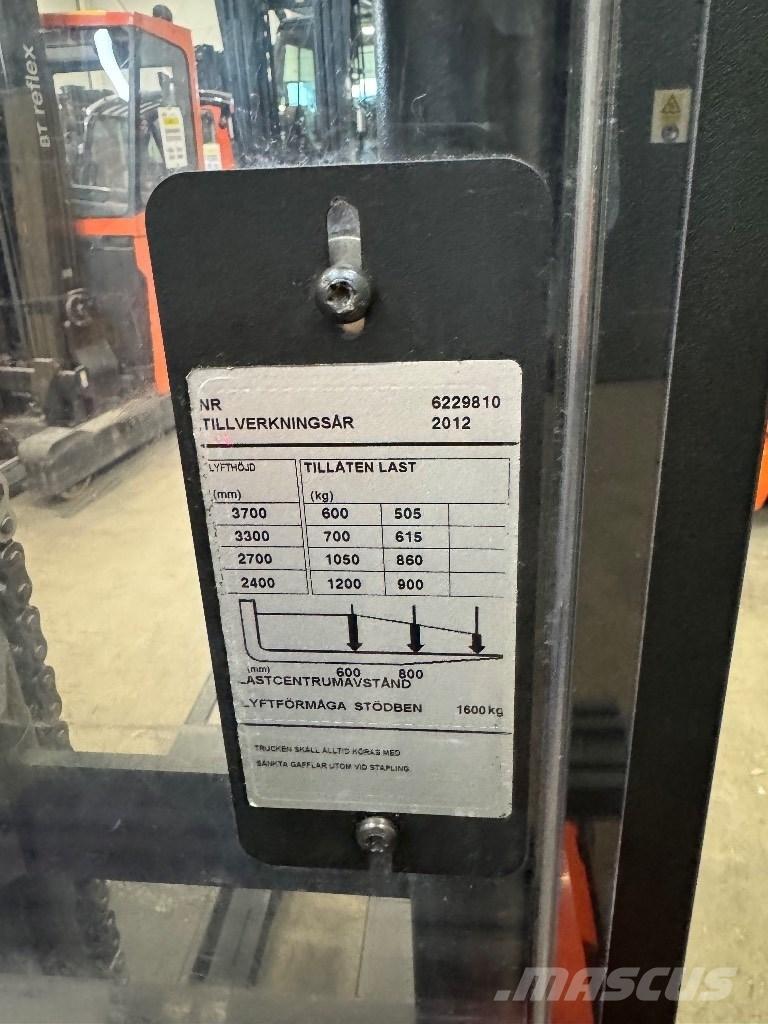 BT reflex
NR 6229810
TILLVERKNINGSÅR 2012
LYFTHÖJD TILLÅTEN LAST
(mm) (kg)
3700 600 505
3300 700 615
2700 1050 860
2400 1200 900
(mm) 600 800
LASTCENTRUMAVSTÅND
LYFTFÖRMÅGA STÖDBEN 1600 kg
TRUCKEN SKALL ALLTID KÖRAS MED
SÄNKTA GAFFLAR UTOM VID STAPLING
MASCUS